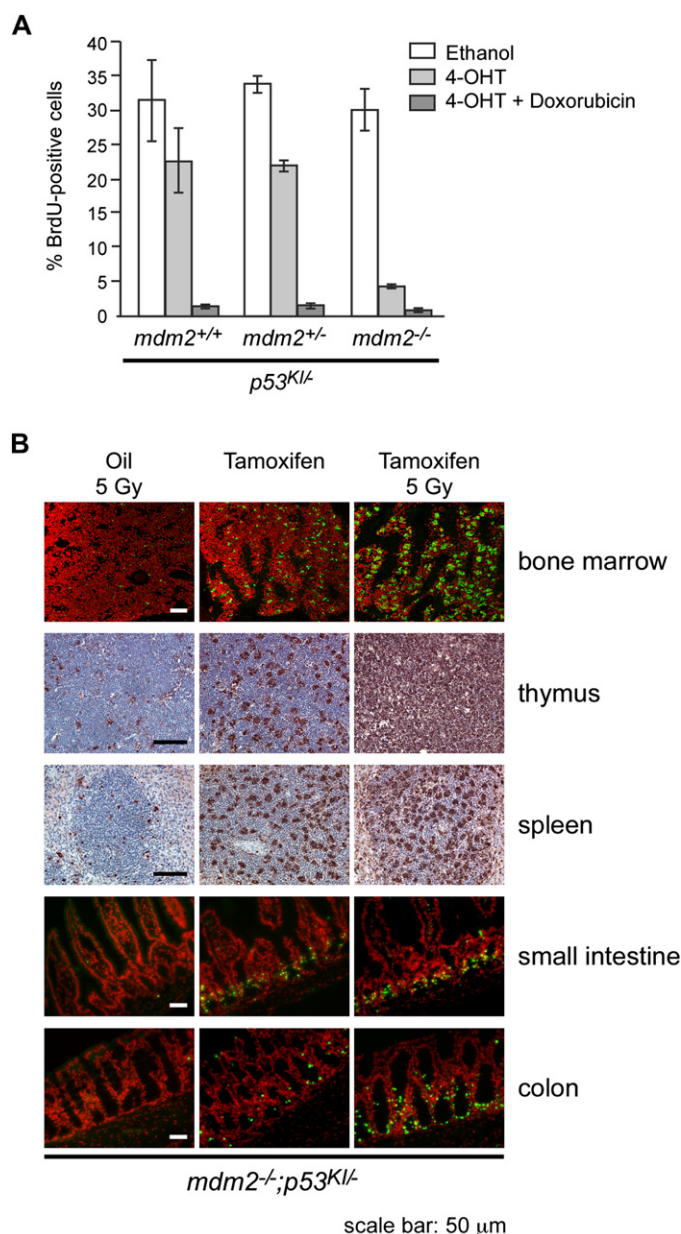 A
% BrdU-positive cells
40
35
30
25
20
15
10
5
0
Ethanol
4-OHT
4-OHT + Doxorubicin
mdm2+/+ mdm2+/- mdm2-/-
p53KI/-
B
Oil
5 Gy
Tamoxifen
Tamoxifen
5 Gy
bone marrow
thymus
spleen
small intestine
colon
mdm2-/-;p53KI/-
scale bar: 50 μm